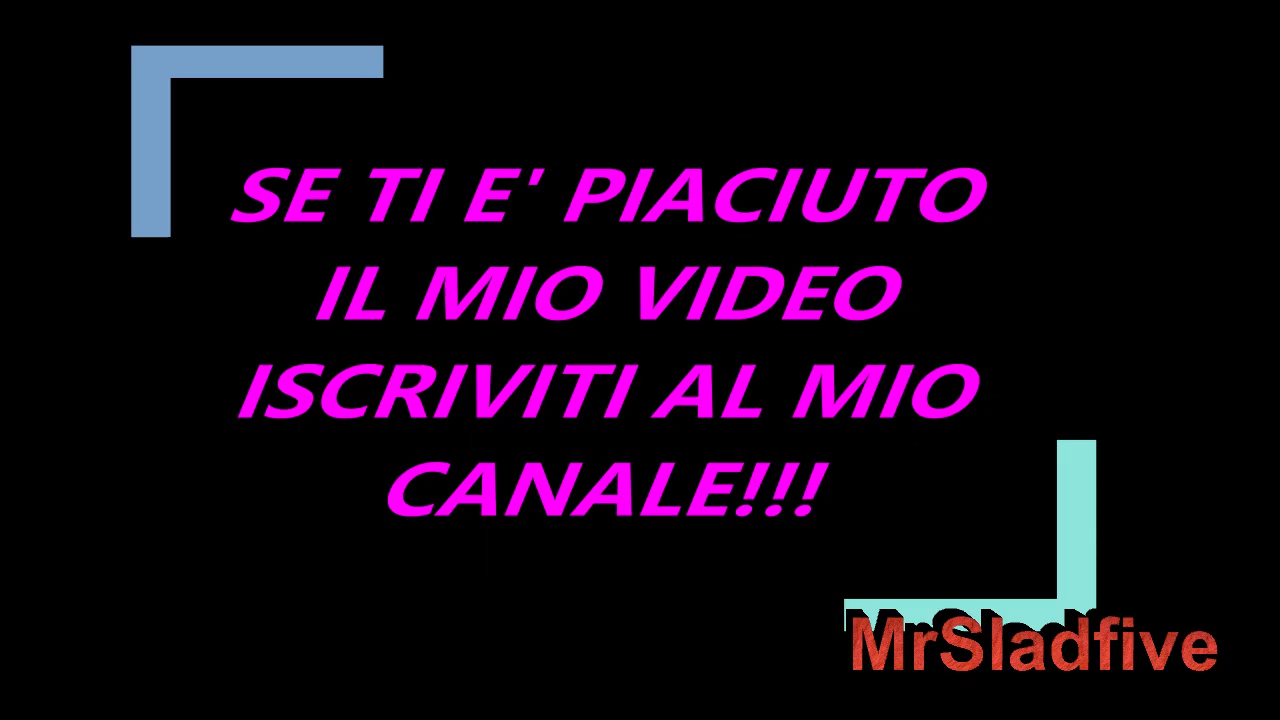 SE TI E' PIACIUTO
IL MIO VIDEO
ISCRIVITI AL MIO
CANALE!!!
MrSladfive